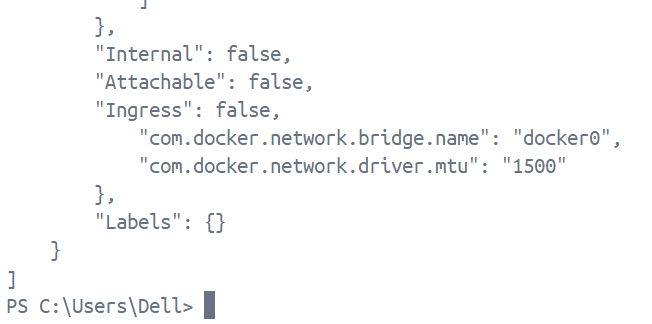 ]
},
"Internal": false,
"Attachable": false,
"Ingress": false,
"com.docker.network.bridge.name": "docker0",
"com.docker.network.driver.mtu": "1500"
},
"Labels": {}
}
]
PS C:\Users\Dell>